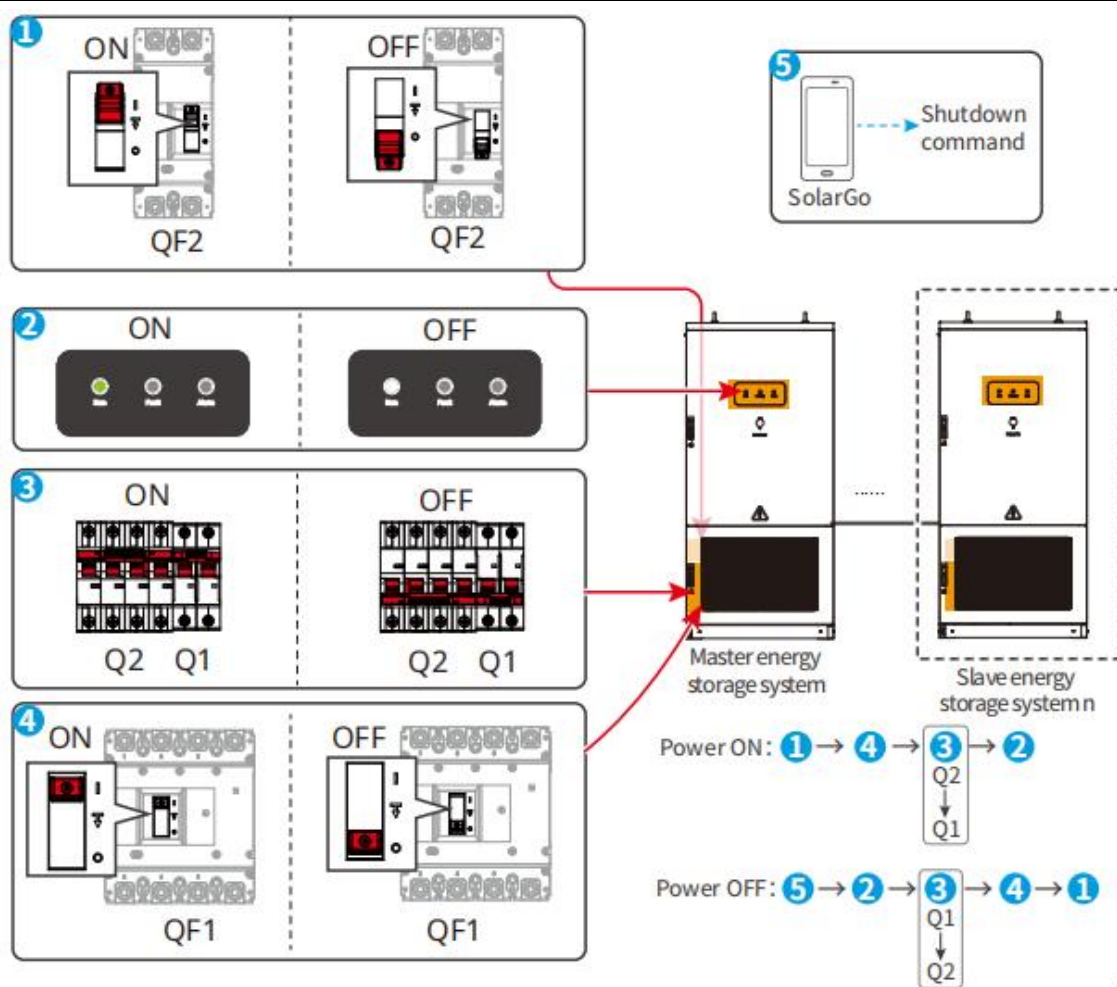 1
ON
OFF
QF2
QF2
5
Shutdown
command
SolarGo
2
ON
OFF
3
ON
OFF
Q2 Q1
Q2 Q1
4
ON
OFF
QF1
QF1
......
Master energy
storage system
Slave energy
storage system n
Power ON: 1 → 4 → 3 → 2
Q2
↓
Q1
Power OFF: 5 → 2 → 3 → 4 → 1
Q1
↓
Q2